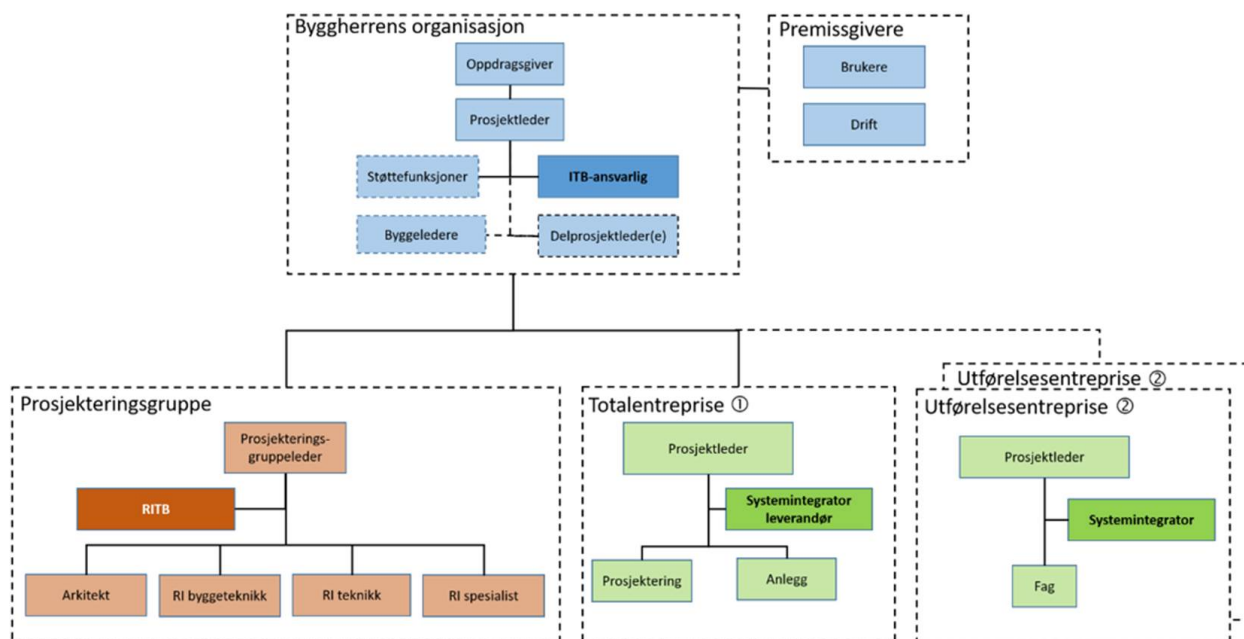 Byggherrens organisasjon
Oppdragsgiver
Prosjektleder
Støttefunksjoner
ITB-ansvarlig
Byggeledere
Delprosjektleder(e)
Premissgivere
Brukere
Drift
Prosjekteringsgruppe
Prosjekterings-
gruppeleder
RITB
Arkitekt
RI byggeteknikk
RI teknikk
RI spesialist
Totalentreprise ①
Prosjektleder
Systemintegrator
leverandør
Prosjektering
Anlegg
Utførelsesentreprise ②
Utførelsesentreprise ②
Prosjektleder
Systemintegrator
Fag